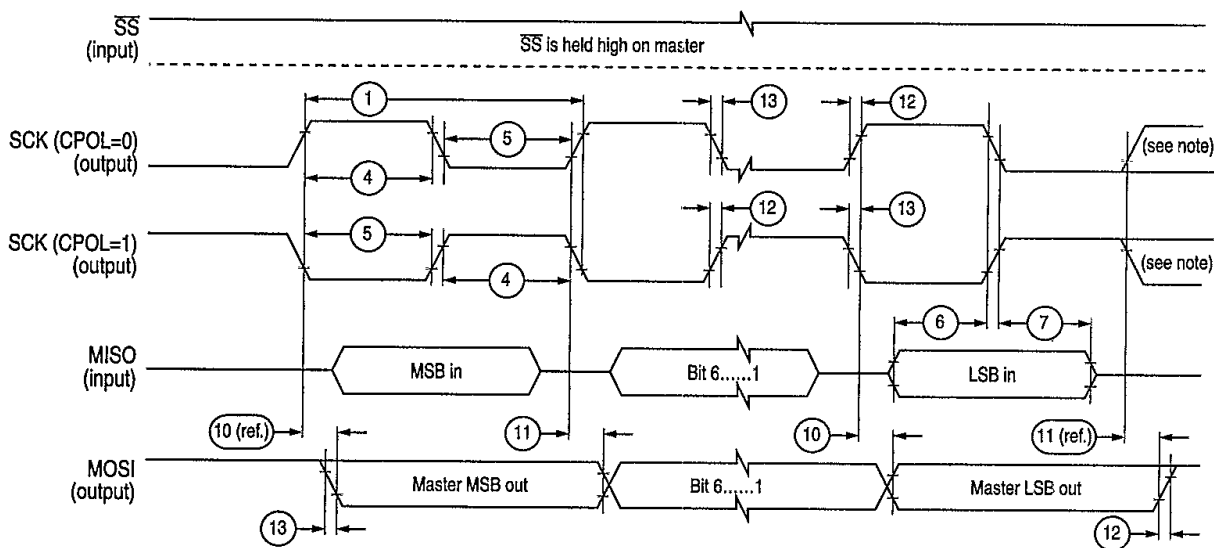 SS
(input)
SS is held high on master
1
13
12
SCK (CPOL=0)
(output)
5
(see note)
4
12
13
SCK (CPOL=1)
(output)
5
(see note)
4
6
7
MISO
(input)
MSB in
Bit 6......1
LSB in
10 (ref.)
11
10
11 (ref.)
MOSI
(output)
Master MSB out
Bit 6......1
Master LSB out
13
12